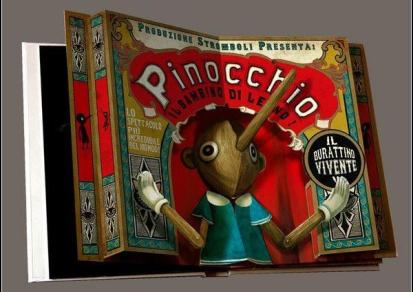 PRODUZIONE STROMBOLI PRESENTA:
Pinocchio
IL BAMBINO DI LEGNO!
LO
SPETTACOLO
PIÙ
INCREDIBILE
DEL MONDO!
IL
BURATTINO
VIVENTE